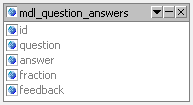 mdl_question_answers
id
question
answer
fraction
feedback